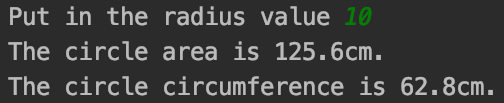 Put in the radius value 10
The circle area is 125.6cm.
The circle circumference is 62.8cm.